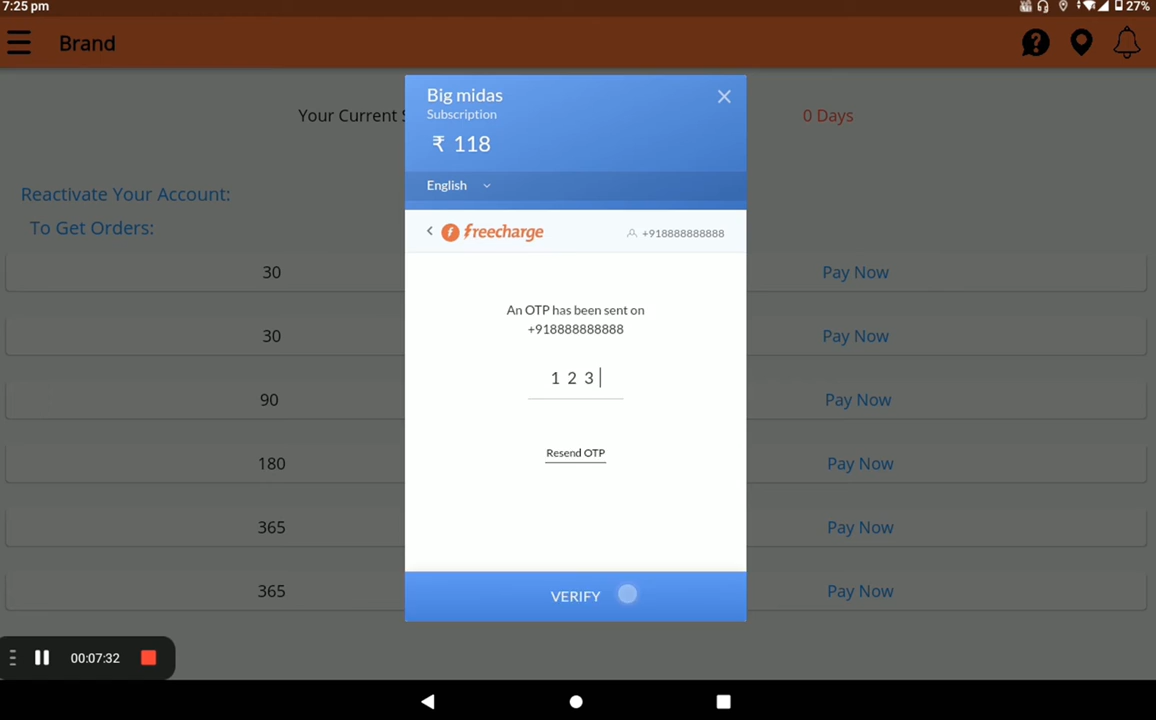 7:25 pm
27%
Brand
Your Current S
0 Days
Big midas
Subscription
₹ 118
English
freecharge
+918888888888
An OTP has been sent on
+918888888888
1 2 3
Resend OTP
VERIFY
Reactivate Your Account:
To Get Orders:
30 Pay Now
30 Pay Now
90 Pay Now
180 Pay Now
365 Pay Now
365 Pay Now
00:07:32